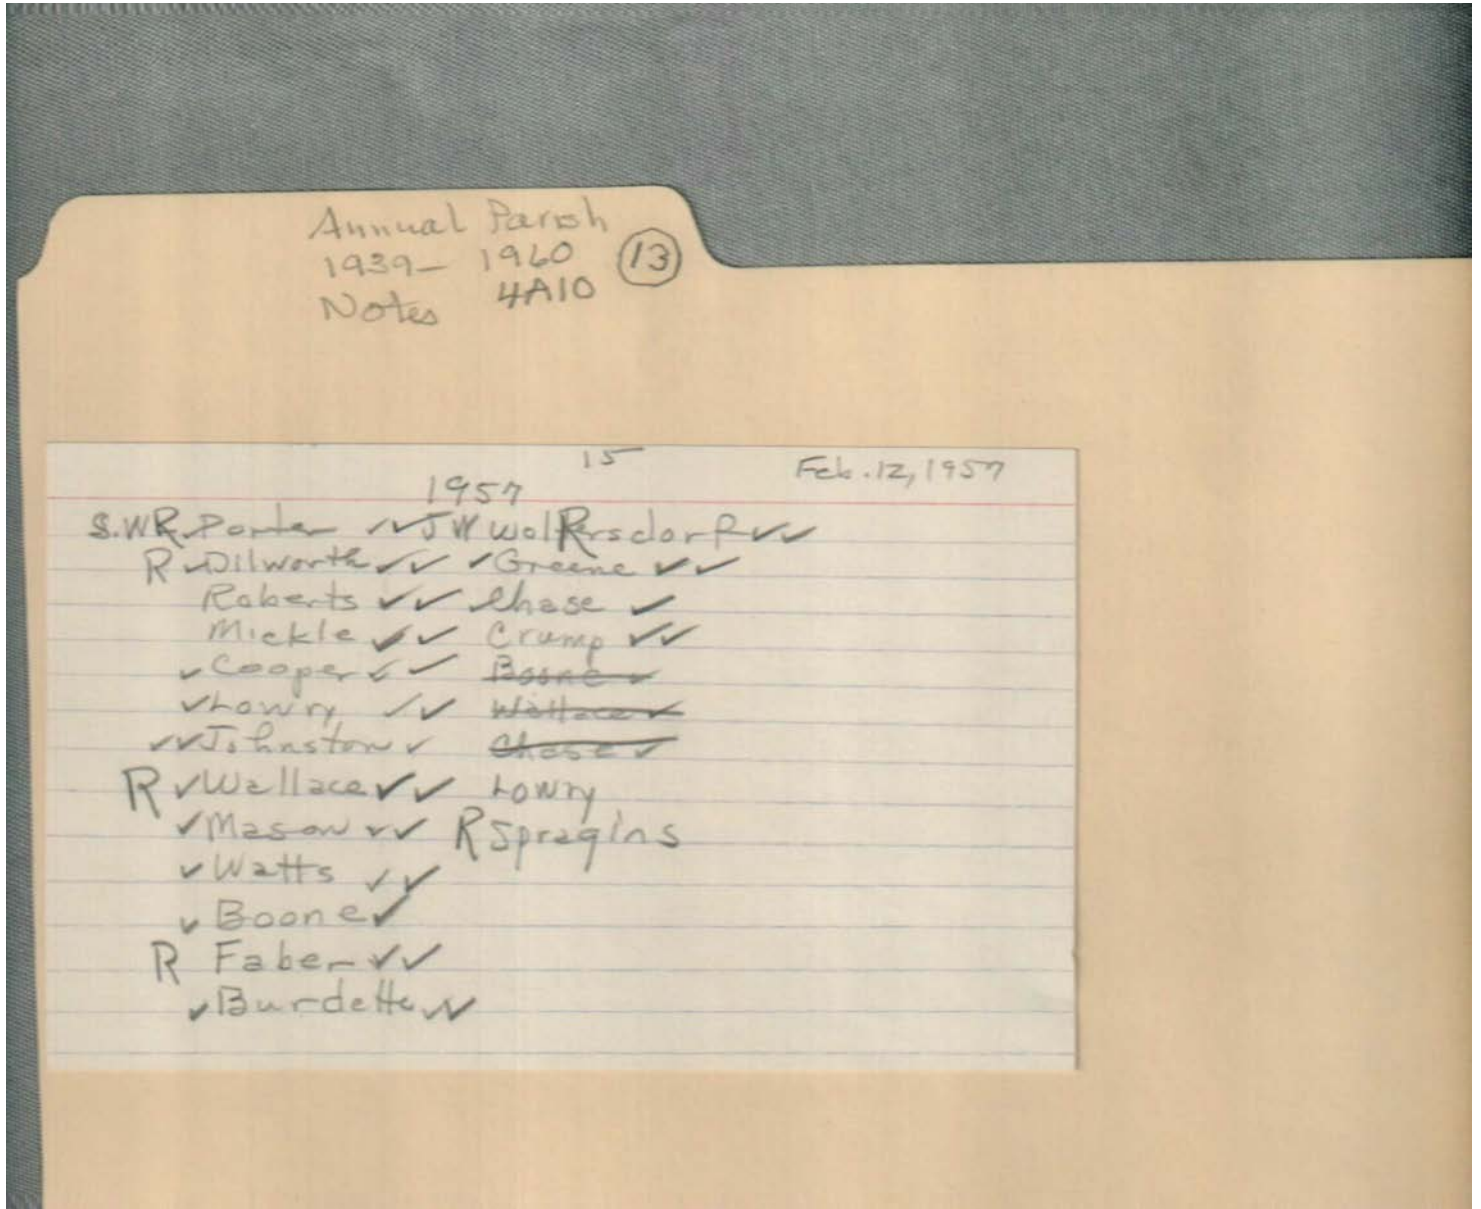 Annual Parish
1939- 1960 13
Notes 4A10
15 Feb. 12, 1957
1957
S.W. R. Porter ✓✓ J W Wolfersdorf R ✓✓
R ✓ Dilworth ✓✓ ✓ Greene ✓✓
Roberts ✓✓ Chase ✓
Mickle ✓✓ Crump ✓✓
✓ Cooper ✓✓ Boone ✓
✓ Lowry ✓✓ Wallace ✓
✓✓ Johnston ✓ Chase ✓
R ✓ Wallace ✓✓ Lowry
✓ Mason ✓✓ R Spragins
✓ Watts ✓✓
✓ Boone ✓
R Faber ✓✓
✓ Burdette ✓✓